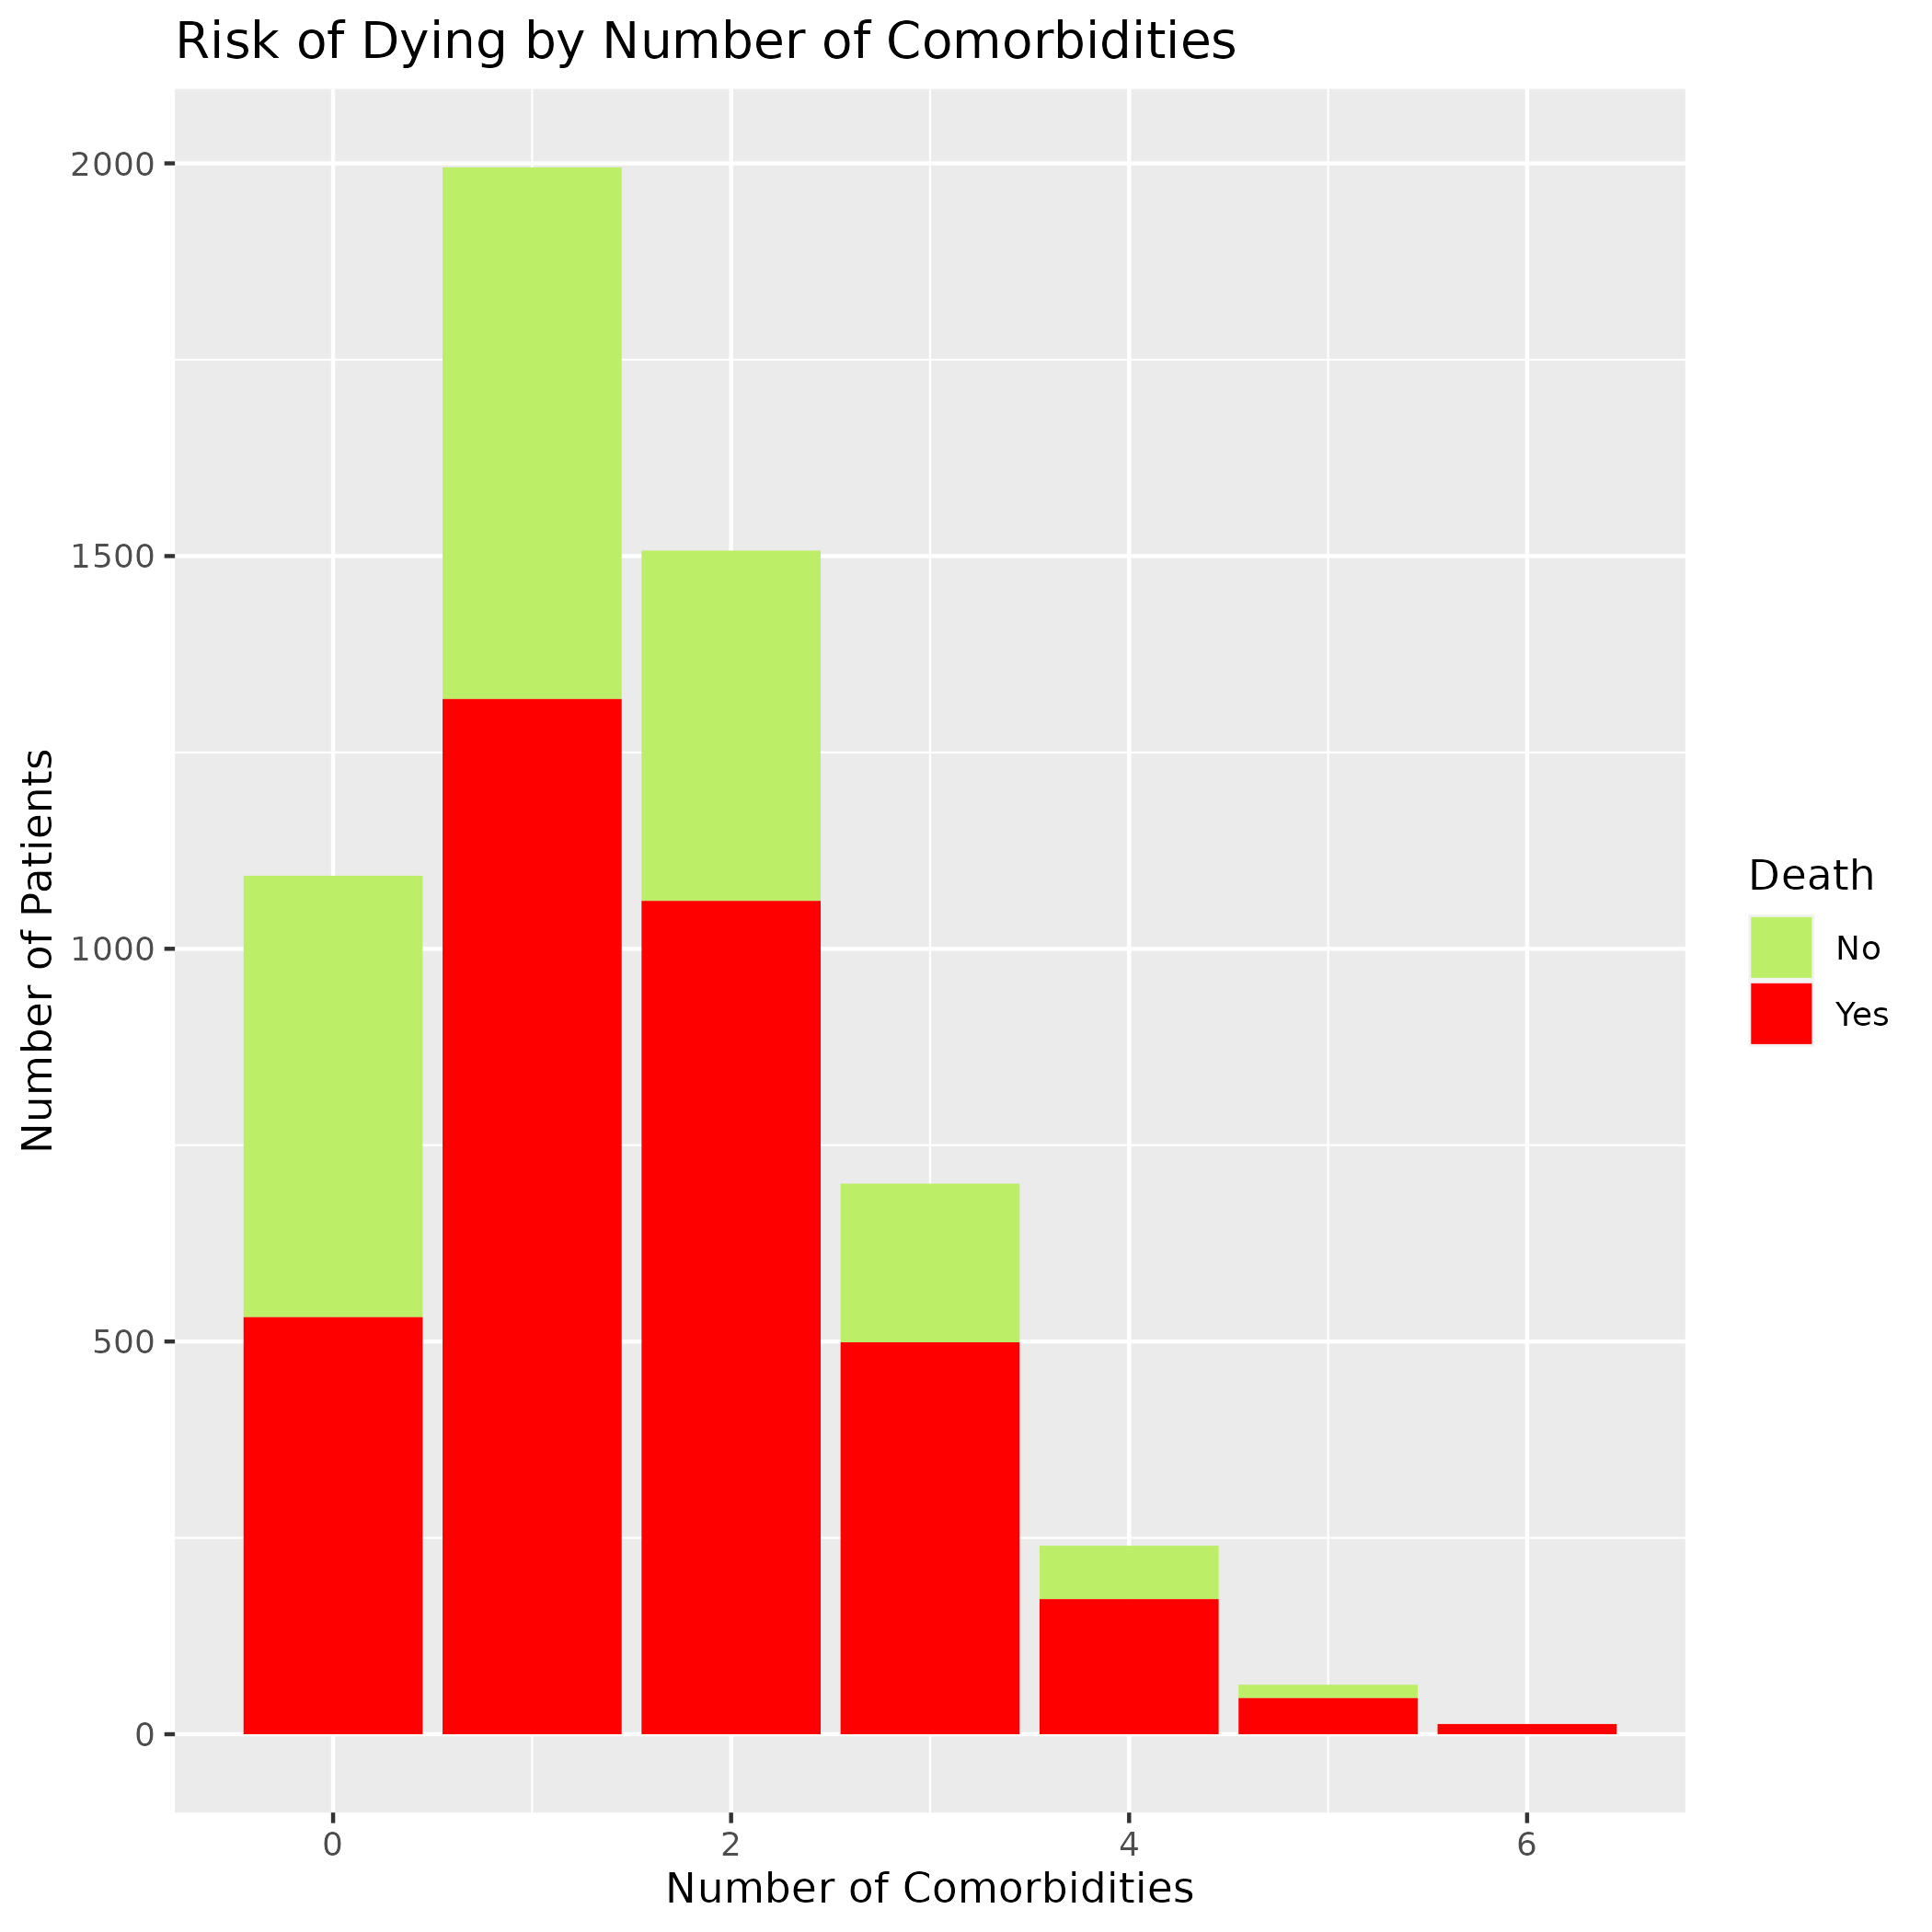 Risk of Dying by Number of Comorbidities
Number of Patients
2000
1500
1000
500
0
0 2 4 6
Number of Comorbidities
Death
No
Yes